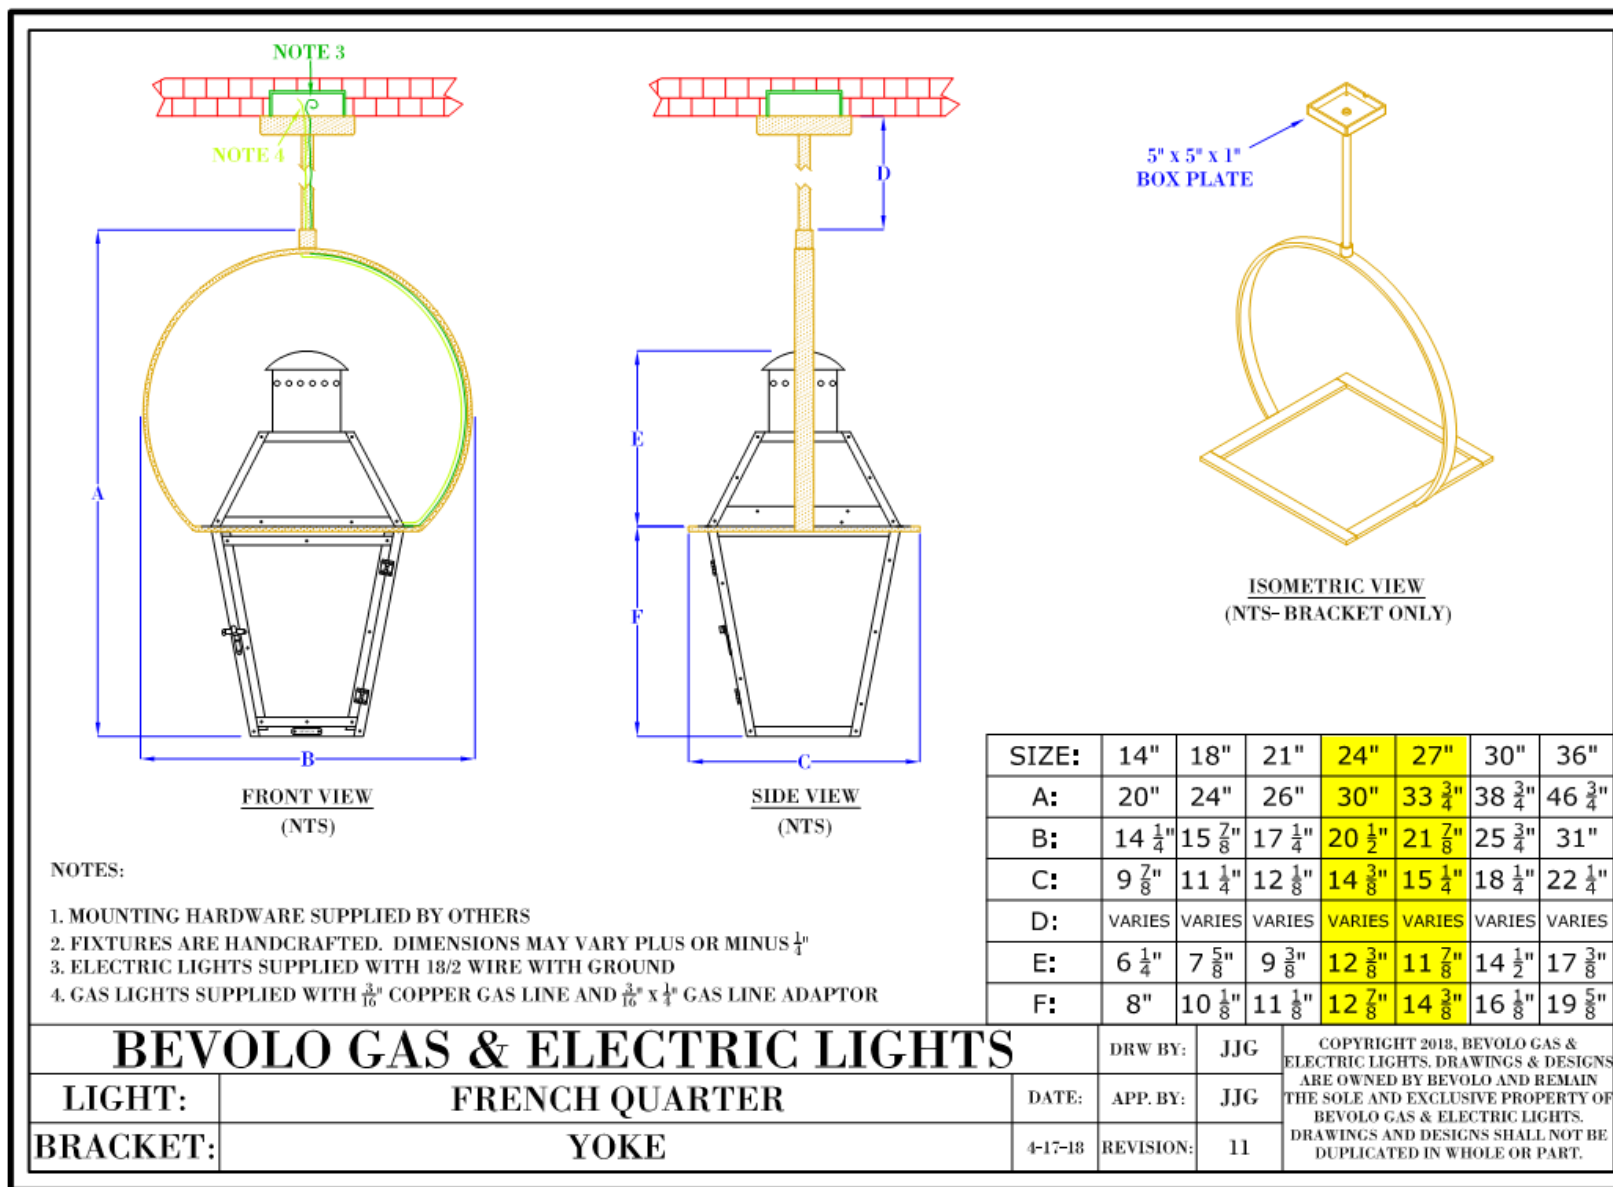 NOTE 3
NOTE 4
A
B
FRONT VIEW
(NTS)
D
E
F
C
SIDE VIEW
(NTS)
5" x 5" x 1"
BOX PLATE
ISOMETRIC VIEW
(NTS- BRACKET ONLY)
SIZE: 14" 18" 21" 24" 27" 30" 36"
A: 20" 24" 26" 30" 33 3/4" 38 3/4" 46 3/4"
B: 14 1/4" 15 7/8" 17 1/4" 20 1/2" 21 7/8" 25 3/4" 31"
C: 9 7/8" 11 1/4" 12 1/8" 14 3/8" 15 1/4" 18 1/4" 22 1/4"
D: VARIES VARIES VARIES VARIES VARIES VARIES VARIES
E: 6 1/4" 7 5/8" 9 3/8" 12 3/8" 11 7/8" 14 1/2" 17 3/8"
F: 8" 10 1/8" 11 1/8" 12 7/8" 14 3/8" 16 1/8" 19 5/8"
NOTES:
1. MOUNTING HARDWARE SUPPLIED BY OTHERS
2. FIXTURES ARE HANDCRAFTED. DIMENSIONS MAY VARY PLUS OR MINUS 1/4"
3. ELECTRIC LIGHTS SUPPLIED WITH 18/2 WIRE WITH GROUND
4. GAS LIGHTS SUPPLIED WITH 3/16" COPPER GAS LINE AND 3/16" x 1/4" GAS LINE ADAPTOR
BEVOLO GAS & ELECTRIC LIGHTS
LIGHT: FRENCH QUARTER
BRACKET: YOKE
DATE:
4-17-18
DRW BY: JJG
APP. BY: JJG
REVISION: 11
COPYRIGHT 2018, BEVOLO GAS &
ELECTRIC LIGHTS. DRAWINGS & DESIGNS
ARE OWNED BY BEVOLO AND REMAIN
THE SOLE AND EXCLUSIVE PROPERTY OF
BEVOLO GAS & ELECTRIC LIGHTS.
DRAWINGS AND DESIGNS SHALL NOT BE
DUPLICATED IN WHOLE OR PART.